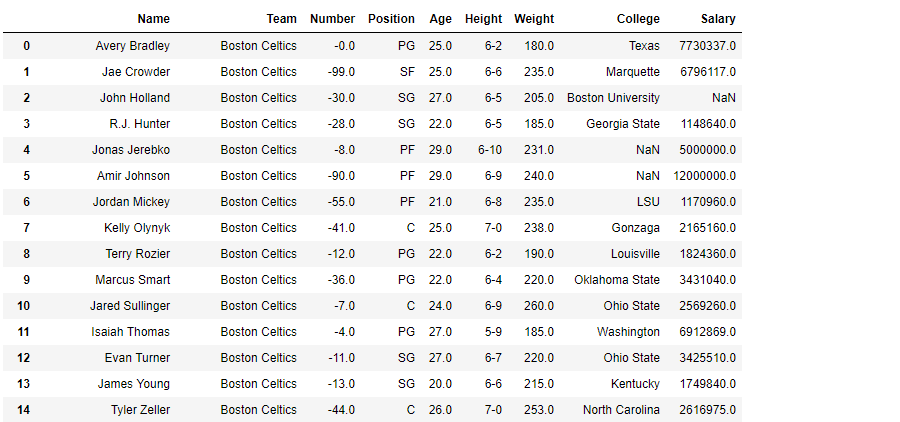 Name Team Number Position Age Height Weight College Salary
0 Avery Bradley Boston Celtics -0.0 PG 25.0 6-2 180.0 Texas 7730337.0
1 Jae Crowder Boston Celtics -99.0 SF 25.0 6-6 235.0 Marquette 6796117.0
2 John Holland Boston Celtics -30.0 SG 27.0 6-5 205.0 Boston University NaN
3 R.J. Hunter Boston Celtics -28.0 SG 22.0 6-5 185.0 Georgia State 1148640.0
4 Jonas Jerebko Boston Celtics -8.0 PF 29.0 6-10 231.0 NaN 5000000.0
5 Amir Johnson Boston Celtics -90.0 PF 29.0 6-9 240.0 NaN 12000000.0
6 Jordan Mickey Boston Celtics -55.0 PF 21.0 6-8 235.0 LSU 1170960.0
7 Kelly Olynyk Boston Celtics -41.0 C 25.0 7-0 238.0 Gonzaga 2165160.0
8 Terry Rozier Boston Celtics -12.0 PG 22.0 6-2 190.0 Louisville 1824360.0
9 Marcus Smart Boston Celtics -36.0 PG 22.0 6-4 220.0 Oklahoma State 3431040.0
10 Jared Sullinger Boston Celtics -7.0 C 24.0 6-9 260.0 Ohio State 2569260.0
11 Isaiah Thomas Boston Celtics -4.0 PG 27.0 5-9 185.0 Washington 6912869.0
12 Evan Turner Boston Celtics -11.0 SG 27.0 6-7 220.0 Ohio State 3425510.0
13 James Young Boston Celtics -13.0 SG 20.0 6-6 215.0 Kentucky 1749840.0
14 Tyler Zeller Boston Celtics -44.0 C 26.0 7-0 253.0 North Carolina 2616975.0